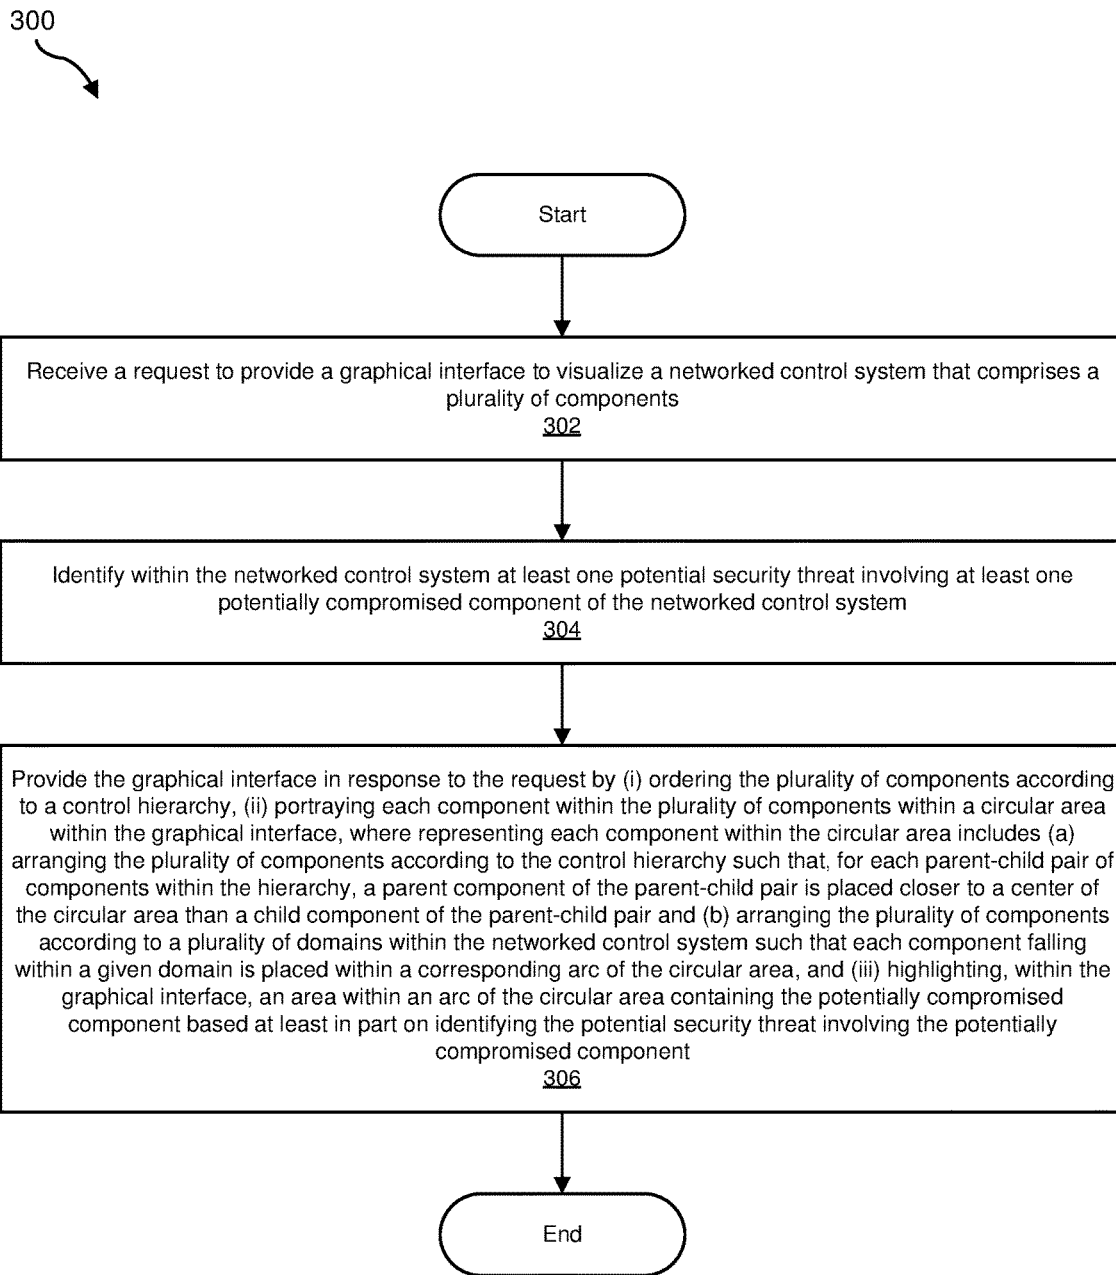 300
Start
Receive a request to provide a graphical interface to visualize a networked control system that comprises a
plurality of components
302
Identify within the networked control system at least one potential security threat involving at least one
potentially compromised component of the networked control system
304
Provide the graphical interface in response to the request by (i) ordering the plurality of components according
to a control hierarchy, (ii) portraying each component within the plurality of components within a circular area
within the graphical interface, where representing each component within the circular area includes (a)
arranging the plurality of components according to the control hierarchy such that, for each parent-child pair of
components within the hierarchy, a parent component of the parent-child pair is placed closer to a center of
the circular area than a child component of the parent-child pair and (b) arranging the plurality of components
according to a plurality of domains within the networked control system such that each component falling
within a given domain is placed within a corresponding arc of the circular area, and (iii) highlighting, within the
graphical interface, an area within an arc of the circular area containing the potentially compromised
component based at least in part on identifying the potential security threat involving the potentially
compromised component
306
End